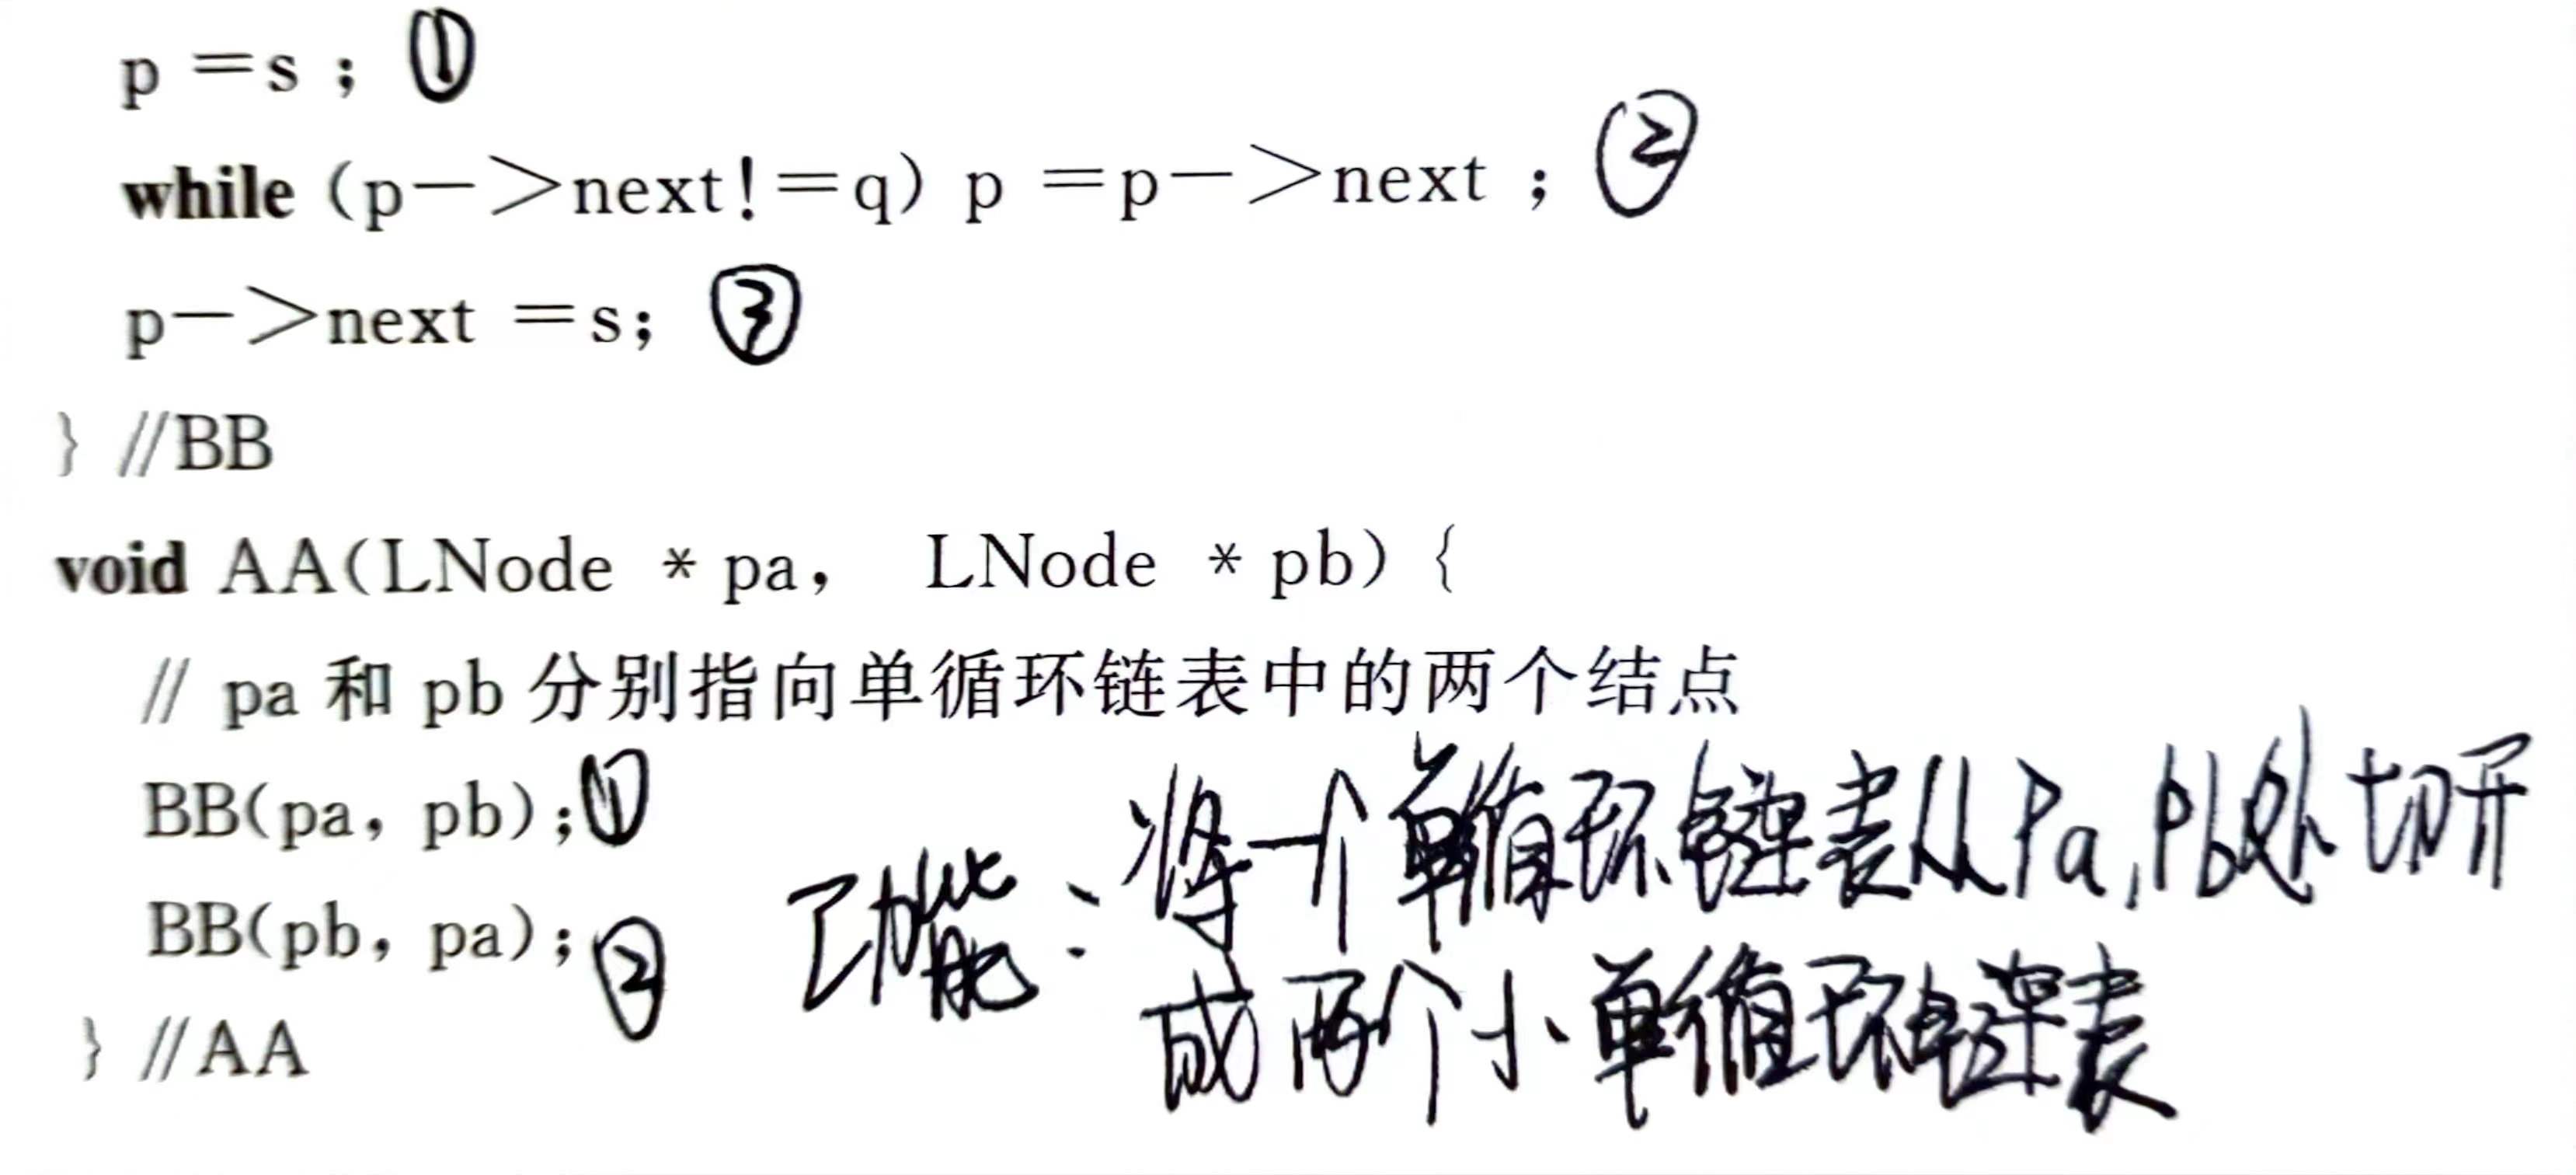 p =s ; ①
while (p->next!=q) p =p->next ; ②
p->next =s; ③
} //BB
void AA(LNode * pa, LNode * pb) {
// pa 和 pb 分别指向单循环链表中的两个结点
BB(pa, pb);①
BB(pb, pa);②
} //AA
功能:将一个单循环链表从Pa,Pb处切开
成两个小单循环链表